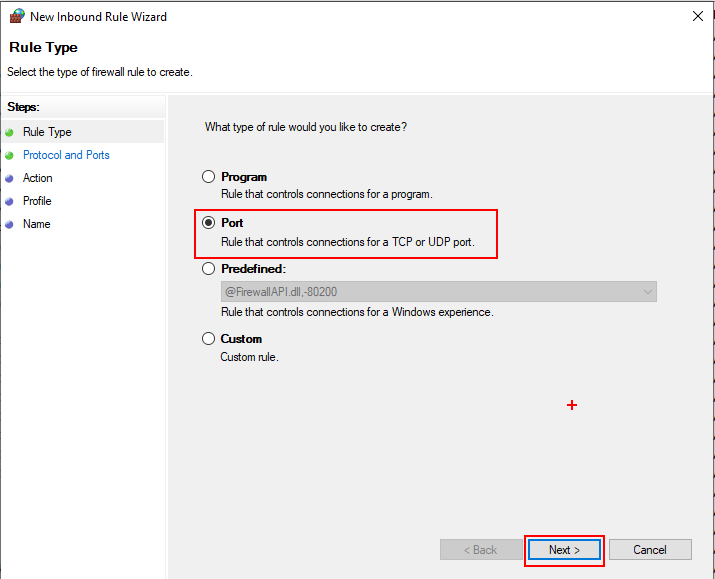 New Inbound Rule Wizard
Rule Type
Select the type of firewall rule to create.
Steps:
Rule Type
Protocol and Ports
Action
Profile
Name
What type of rule would you like to create?
Program
Rule that controls connections for a program.
Port
Rule that controls connections for a TCP or UDP port.
Predefined:
@FirewallAPI.dll,-80200
Rule that controls connections for a Windows experience.
Custom
Custom rule.
< Back
Next >
Cancel